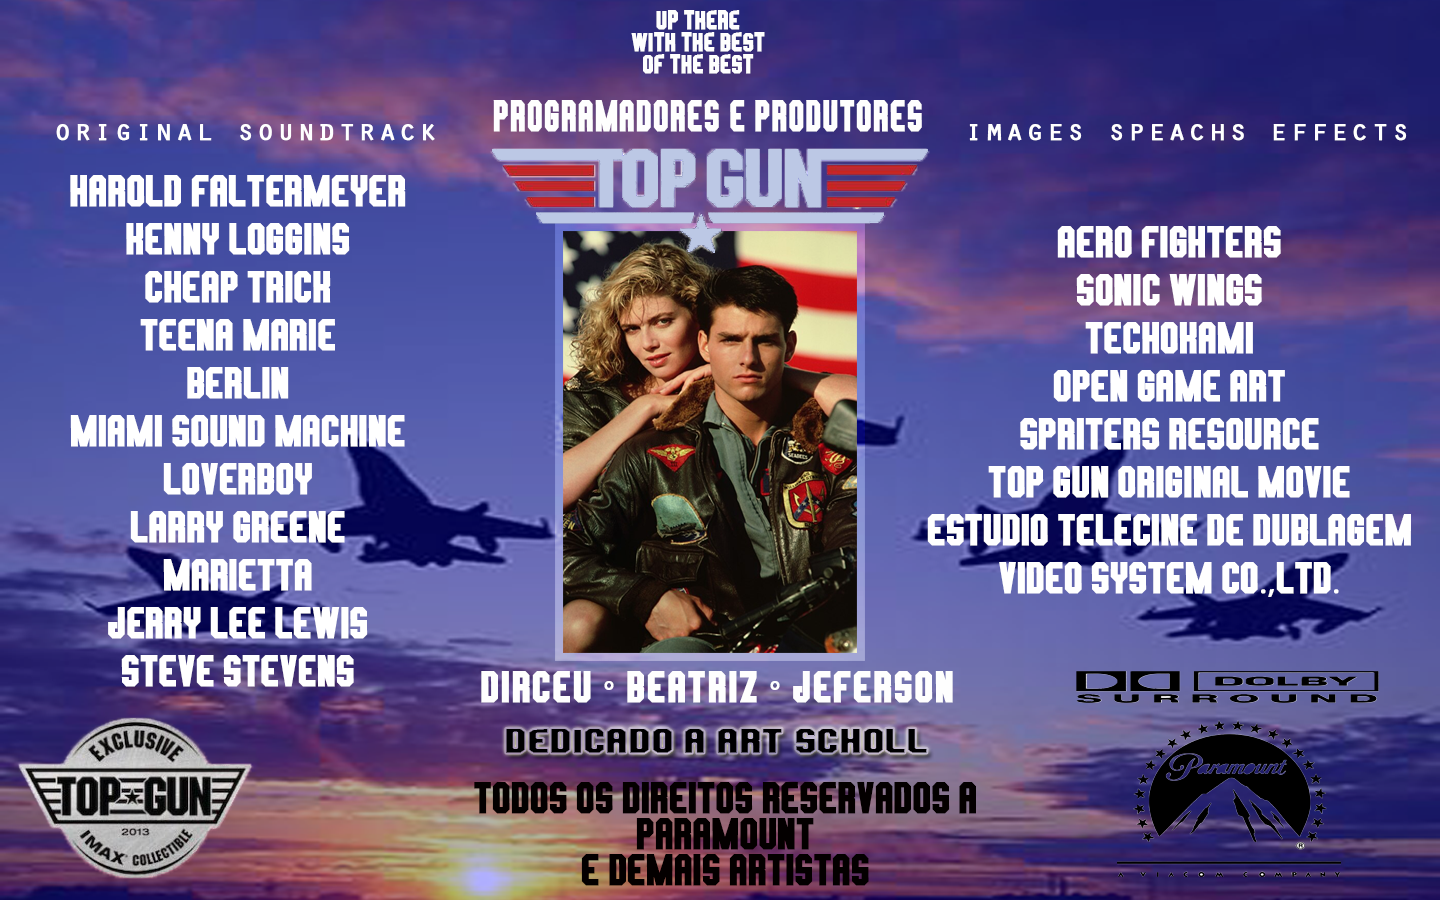 UP THERE
WITH THE BEST
OF THE BEST
PROGRAMADORES E PRODUTORES
TOP GUN
ORIGINAL SOUNDTRACK
HAROLD FALTERMEYER
KENNY LOGGINS
CHEAP TRICK
TEENA MARIE
BERLIN
MIAMI SOUND MACHINE
LOVERBOY
LARRY GREENE
MARIETTA
JERRY LEE LEWIS
STEVE STEVENS
IMAGES SPEACHS EFFECTS
AERO FIGHTERS
SONIC WINGS
TECHOKAMI
OPEN GAME ART
SPRITERS RESOURCE
TOP GUN ORIGINAL MOVIE
ESTUDIO TELECINE DE DUBLAGEM
VIDEO SYSTEM CO.,LTD.
DIRCEU ° BEATRIZ ° JEFERSON
DEDICADO A ART SCHOLL
TODOS OS DIREITOS RESERVADOS A
PARAMOUNT
E DEMAIS ARTISTAS
EXCLUSIVE
TOP GUN
2013
IMAX COLLECTIBLE
DOLBY
SURROUND
Paramount
®
A VIACOM COMPANY